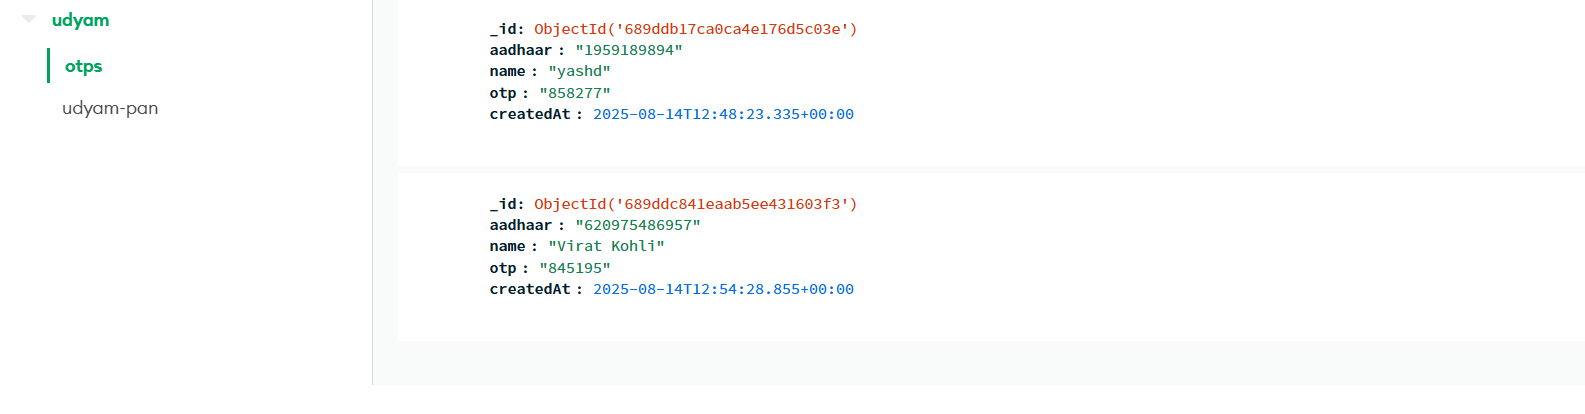 udyam
otps
udyam-pan
_id: ObjectId('689ddb17ca0ca4e176d5c03e')
aadhaar : "1959189894"
name : "yashd"
otp : "858277"
createdAt : 2025-08-14T12:48:23.335+00:00
_id: ObjectId('689ddc841eaab5ee431603f3')
aadhaar : "620975486957"
name : "Virat Kohli"
otp : "845195"
createdAt : 2025-08-14T12:54:28.855+00:00